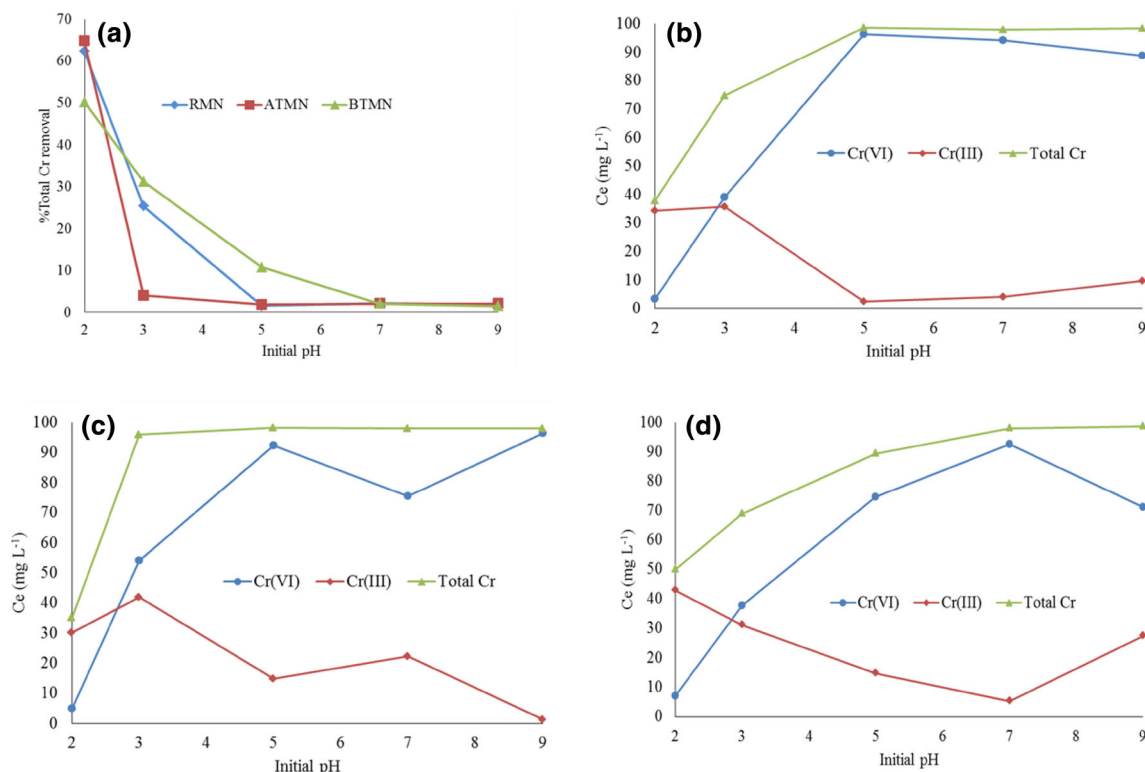 (a)
%Total Cr removal
70
60
50
40
30
20
10
0
RMN ATMN BTMN
2 3 4 5 6 7 8 9
Initial pH
(b)
Ce (mg L-1)
100
90
80
70
60
50
40
30
20
10
0
Cr(VI) Cr(III) Total Cr
2 3 4 5 6 7 8 9
Initial pH
(c)
Ce (mg L-1)
100
90
80
70
60
50
40
30
20
10
0
Cr(VI) Cr(III) Total Cr
2 3 4 5 6 7 8 9
Initial pH
(d)
Ce (mg L-1)
100
90
80
70
60
50
40
30
20
10
0
Cr(VI) Cr(III) Total Cr
2 3 4 5 6 7 8 9
Initial pH